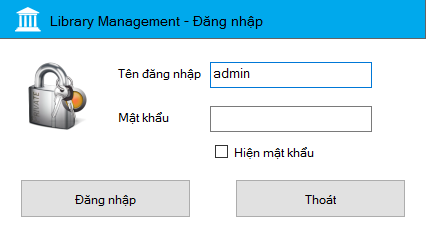 Library Management - Đăng nhập
Tên đăng nhập
admin
Mật khẩu
Hiện mật khẩu
Đăng nhập
Thoát